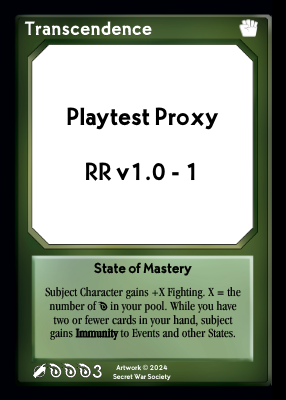 Transcendence
Playtest Proxy
RR v1.0 - 1
State of Mastery
Subject Character gains +X Fighting. X = the
number of in your pool. While you have
two or fewer cards in your hand, subject
gains Immunity to Events and other States.
3
Artwork © 2024
Secret War Society